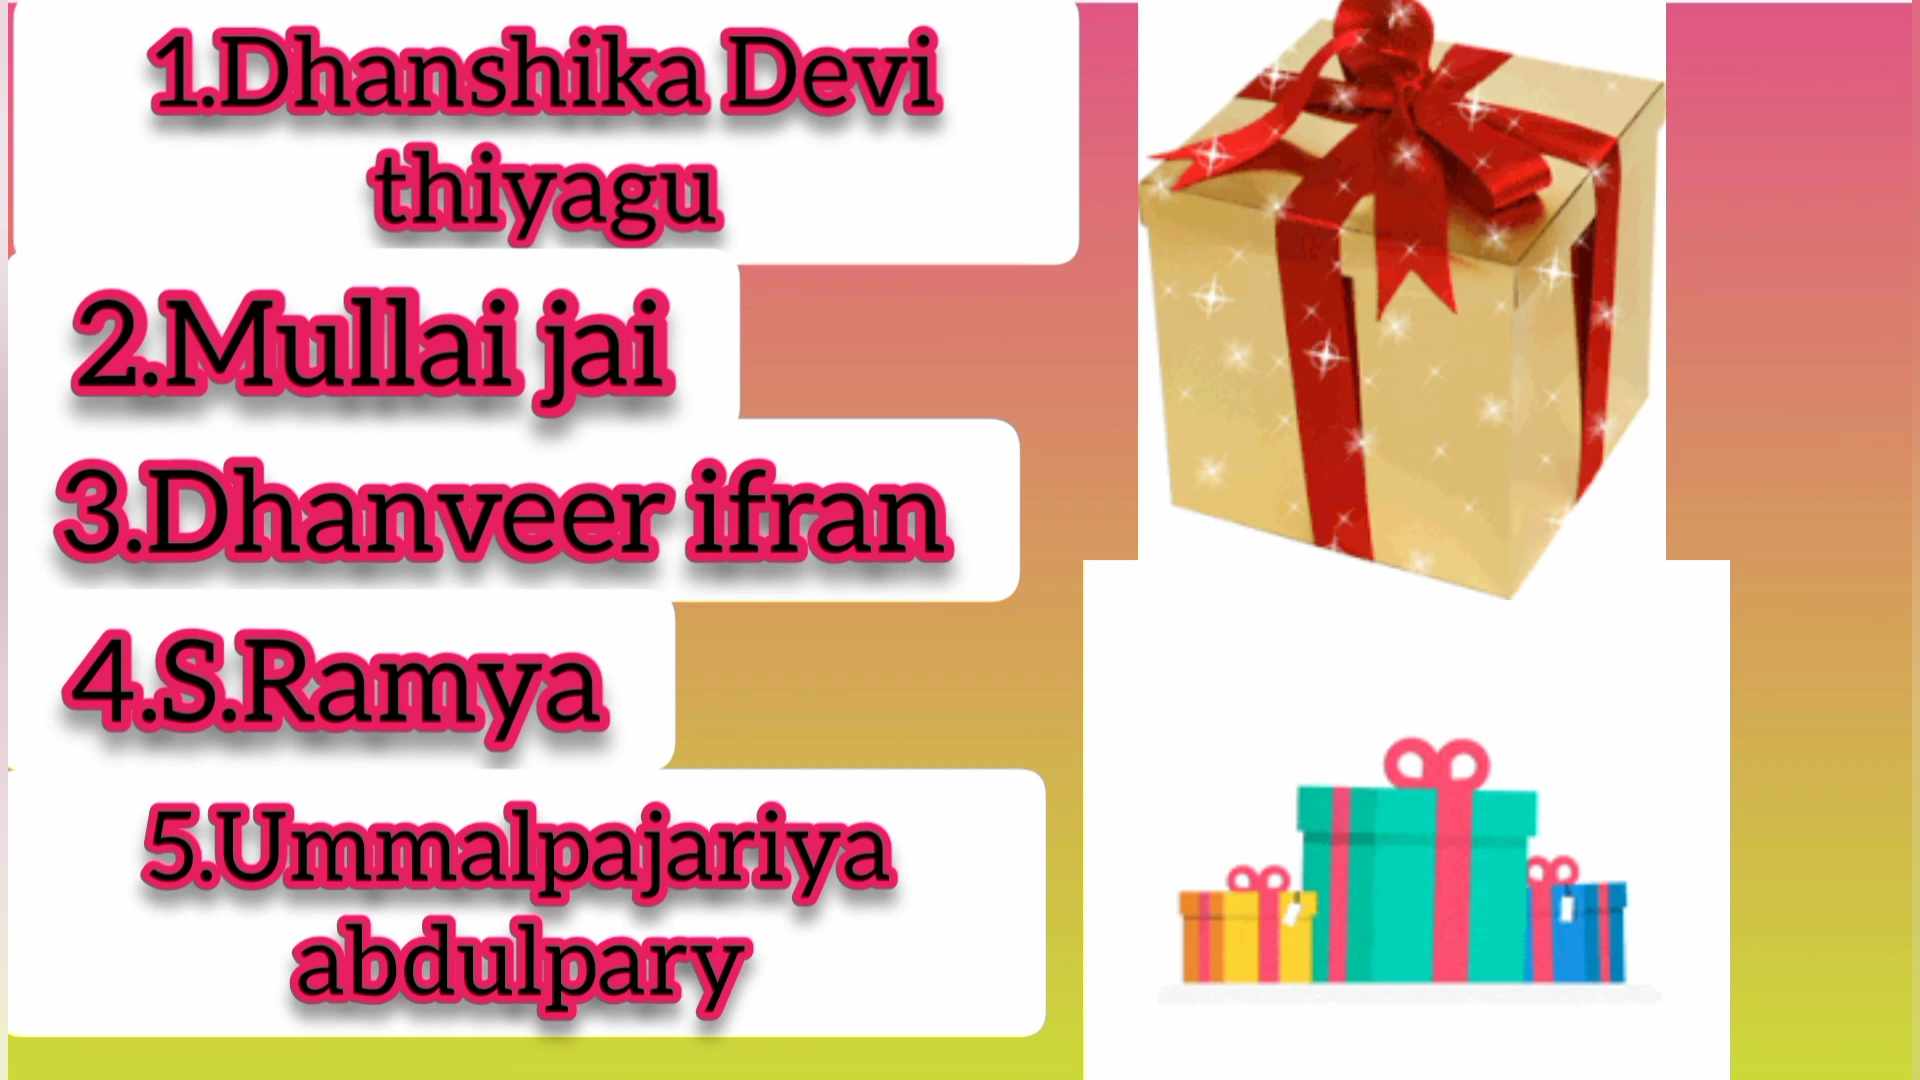 1.Dhanshika Devi
thiyagu
2.Mullai jai
3.Dhanveer ifran
4.S.Ramya
5.Ummalpajariya
abdulpary